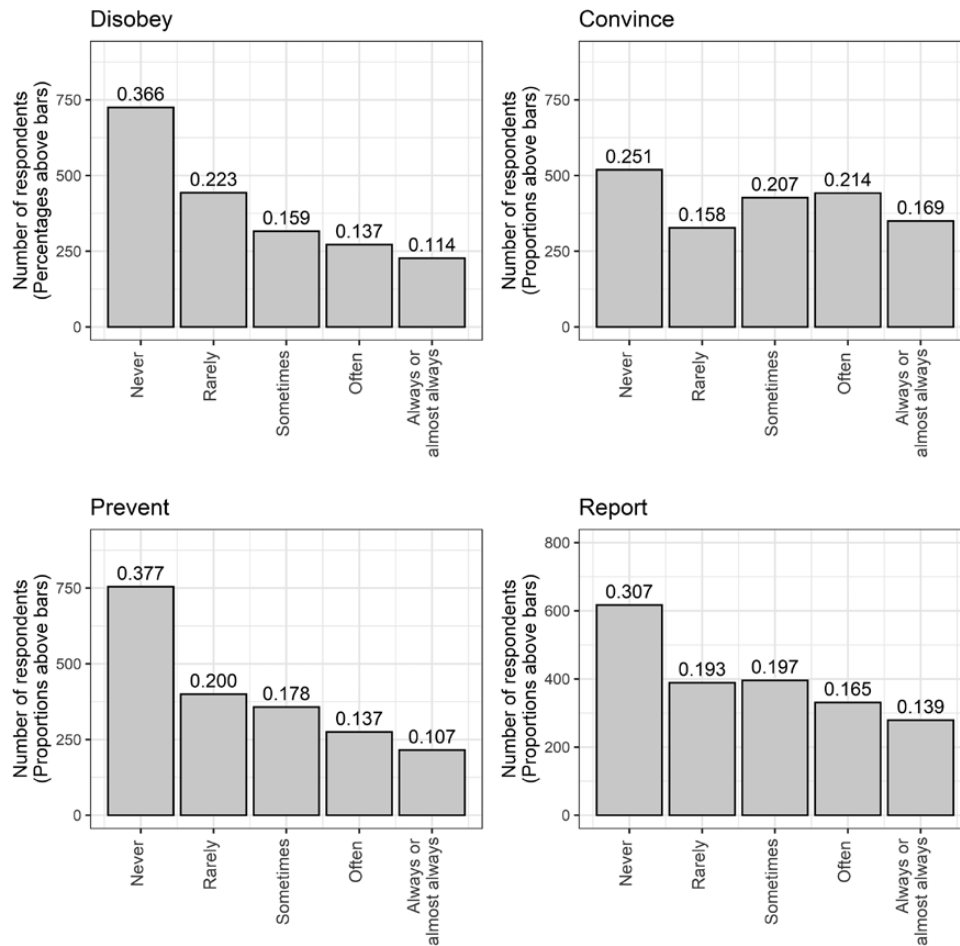 Disobey
Number of respondents
(Percentages above bars)
750
500
250
0
0.366
0.223
0.159
0.137
0.114
Never
Rarely
Sometimes
Often
Always or
almost always
Convince
Number of respondents
(Proportions above bars)
750
500
250
0
0.251
0.158
0.207
0.214
0.169
Never
Rarely
Sometimes
Often
Always or
almost always
Prevent
Number of respondents
(Proportions above bars)
750
500
250
0
0.377
0.200
0.178
0.137
0.107
Never
Rarely
Sometimes
Often
Always or
almost always
Report
Number of respondents
(Proportions above bars)
800
600
400
200
0
0.307
0.193
0.197
0.165
0.139
Never
Rarely
Sometimes
Often
Always or
almost always